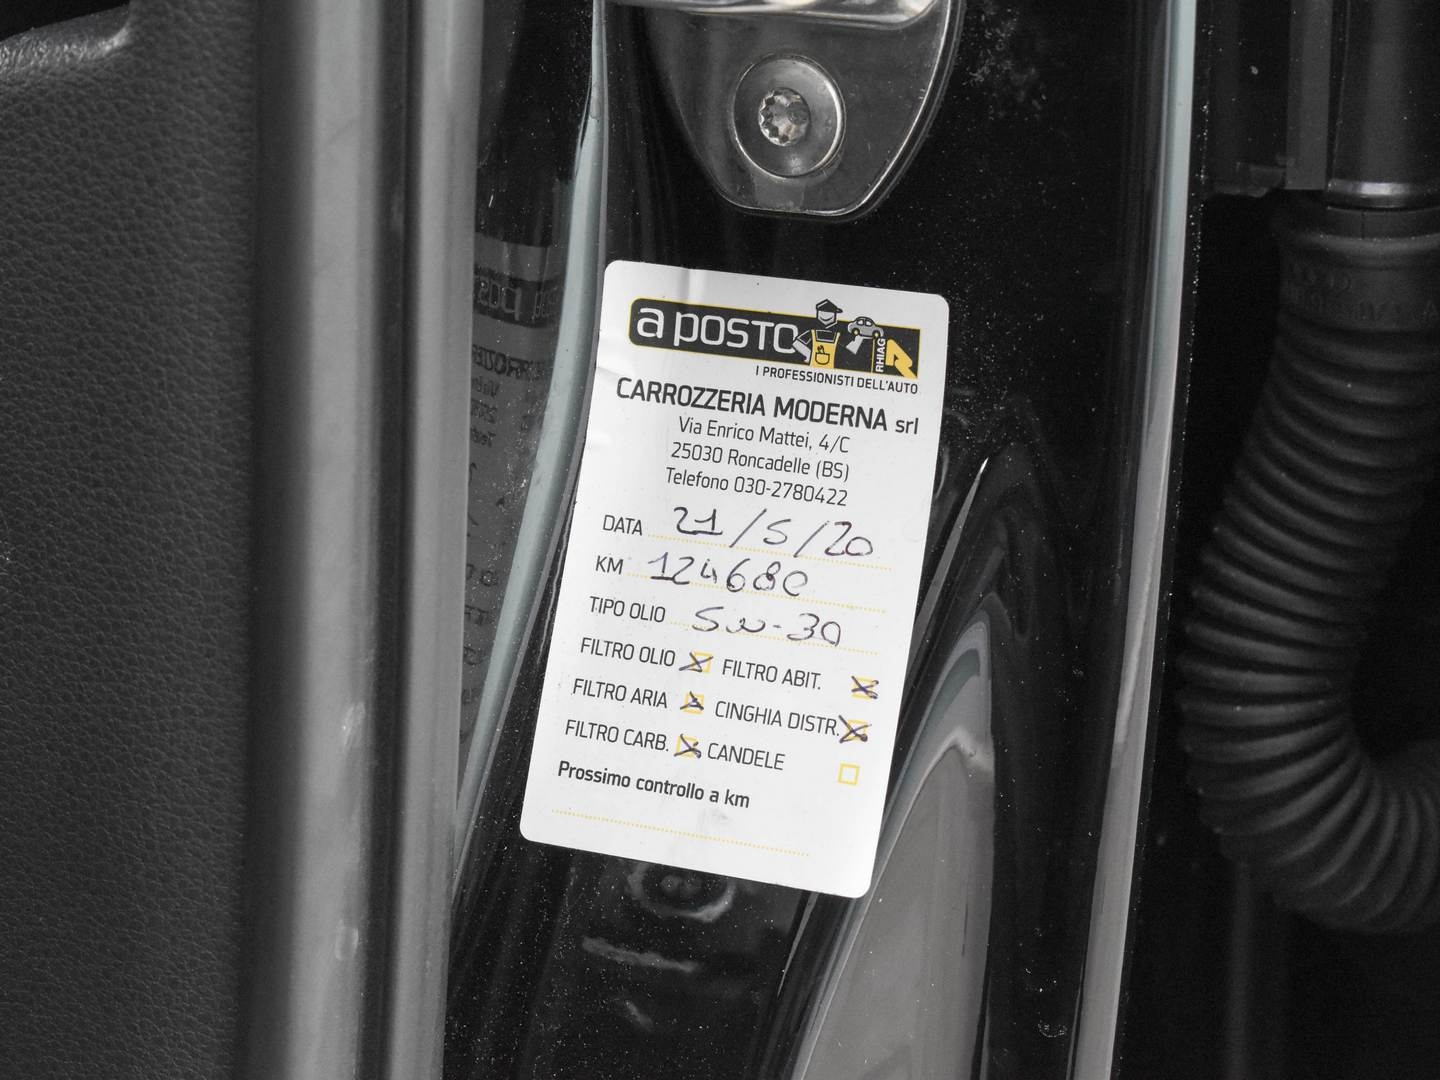 a posto
RHIAG
I PROFESSIONISTI DELL'AUTO
CARROZZERIA MODERNA srl
Via Enrico Mattei, 4/C
25030 Roncadelle (BS)
Telefono 030-2780422
DATA 21/5/20
KM 124680
TIPO OLIO 5W-30
FILTRO OLIO FILTRO ABIT.
FILTRO ARIA CINGHIA DISTR.
FILTRO CARB. CANDELE
Prossimo controllo a km